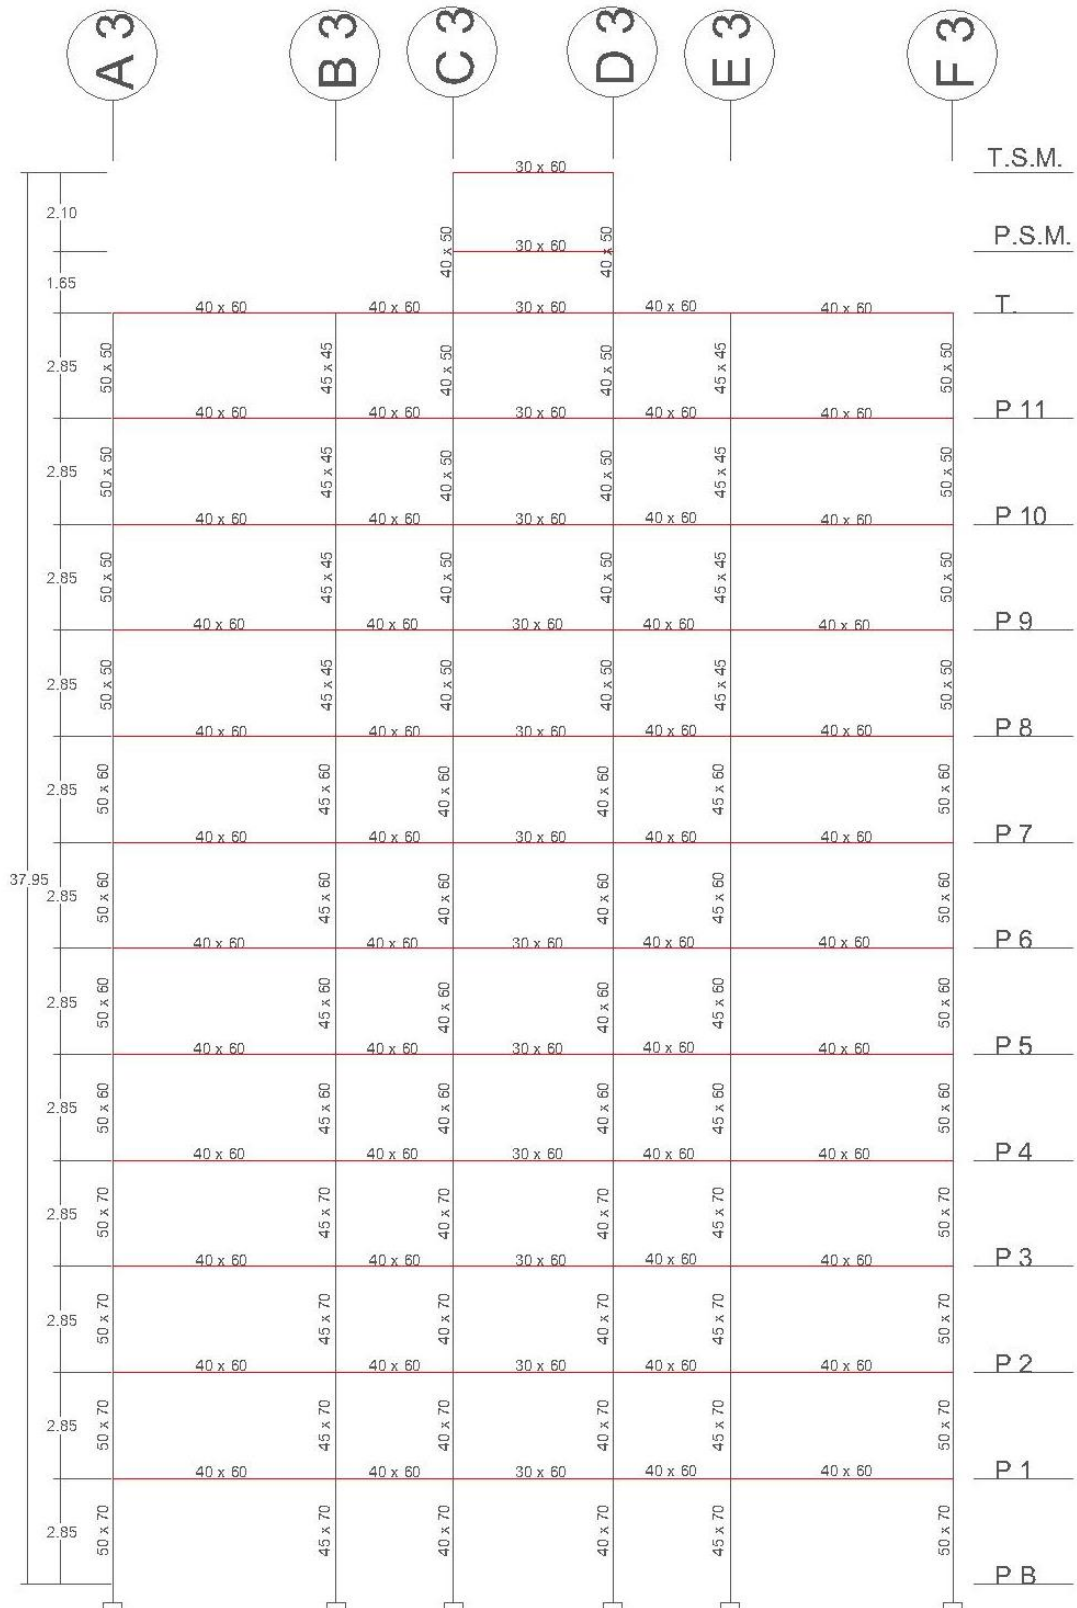 A 3 B 3 C 3 D 3 E 3 F 3
30 x 60 T.S.M.
2.10
40 x 50 30 x 60 40 x 50 P.S.M.
1.65
40 x 60 40 x 60 30 x 60 40 x 60 40 x 60 T.
2.85 50 x 50 45 x 45 40 x 50 40 x 50 45 x 45 50 x 50
40 x 60 40 x 60 30 x 60 40 x 60 40 x 60 P 11
2.85 50 x 50 45 x 45 40 x 50 40 x 50 45 x 45 50 x 50
40 x 60 40 x 60 30 x 60 40 x 60 40 x 60 P 10
2.85 50 x 50 45 x 45 40 x 50 40 x 50 45 x 45 50 x 50
40 x 60 40 x 60 30 x 60 40 x 60 40 x 60 P 9
2.85 50 x 50 45 x 45 40 x 50 40 x 50 45 x 45 50 x 50
40 x 60 40 x 60 30 x 60 40 x 60 40 x 60 P 8
2.85 50 x 60 45 x 60 40 x 60 40 x 60 45 x 60 50 x 60
40 x 60 40 x 60 30 x 60 40 x 60 40 x 60 P 7
37.95 2.85 50 x 60 45 x 60 40 x 60 40 x 60 45 x 60 50 x 60
40 x 60 40 x 60 30 x 60 40 x 60 40 x 60 P 6
2.85 50 x 60 45 x 60 40 x 60 40 x 60 45 x 60 50 x 60
40 x 60 40 x 60 30 x 60 40 x 60 40 x 60 P 5
2.85 50 x 60 45 x 60 40 x 60 40 x 60 45 x 60 50 x 60
40 x 60 40 x 60 30 x 60 40 x 60 40 x 60 P 4
2.85 50 x 70 45 x 70 40 x 70 40 x 70 45 x 70 50 x 70
40 x 60 40 x 60 30 x 60 40 x 60 40 x 60 P 3
2.85 50 x 70 45 x 70 40 x 70 40 x 70 45 x 70 50 x 70
40 x 60 40 x 60 30 x 60 40 x 60 40 x 60 P 2
2.85 50 x 70 45 x 70 40 x 70 40 x 70 45 x 70 50 x 70
40 x 60 40 x 60 30 x 60 40 x 60 40 x 60 P 1
2.85 50 x 70 45 x 70 40 x 70 40 x 70 45 x 70 50 x 70
P B